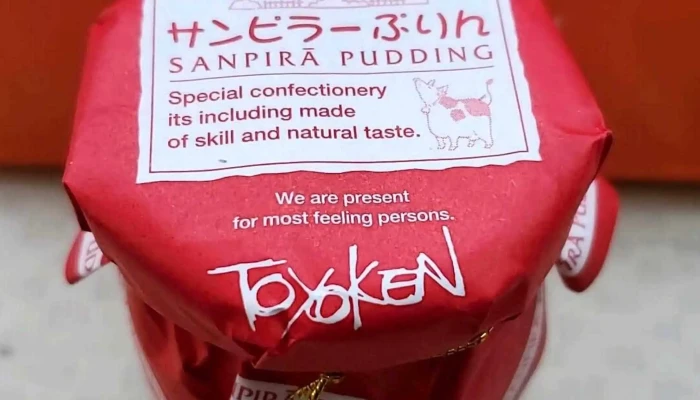 サンピラーぷりん
SANPIRĀ PUDDING
Special confectionery
its including made
of skill and natural taste.
We are present
for most feeling persons.
TOYOKEN